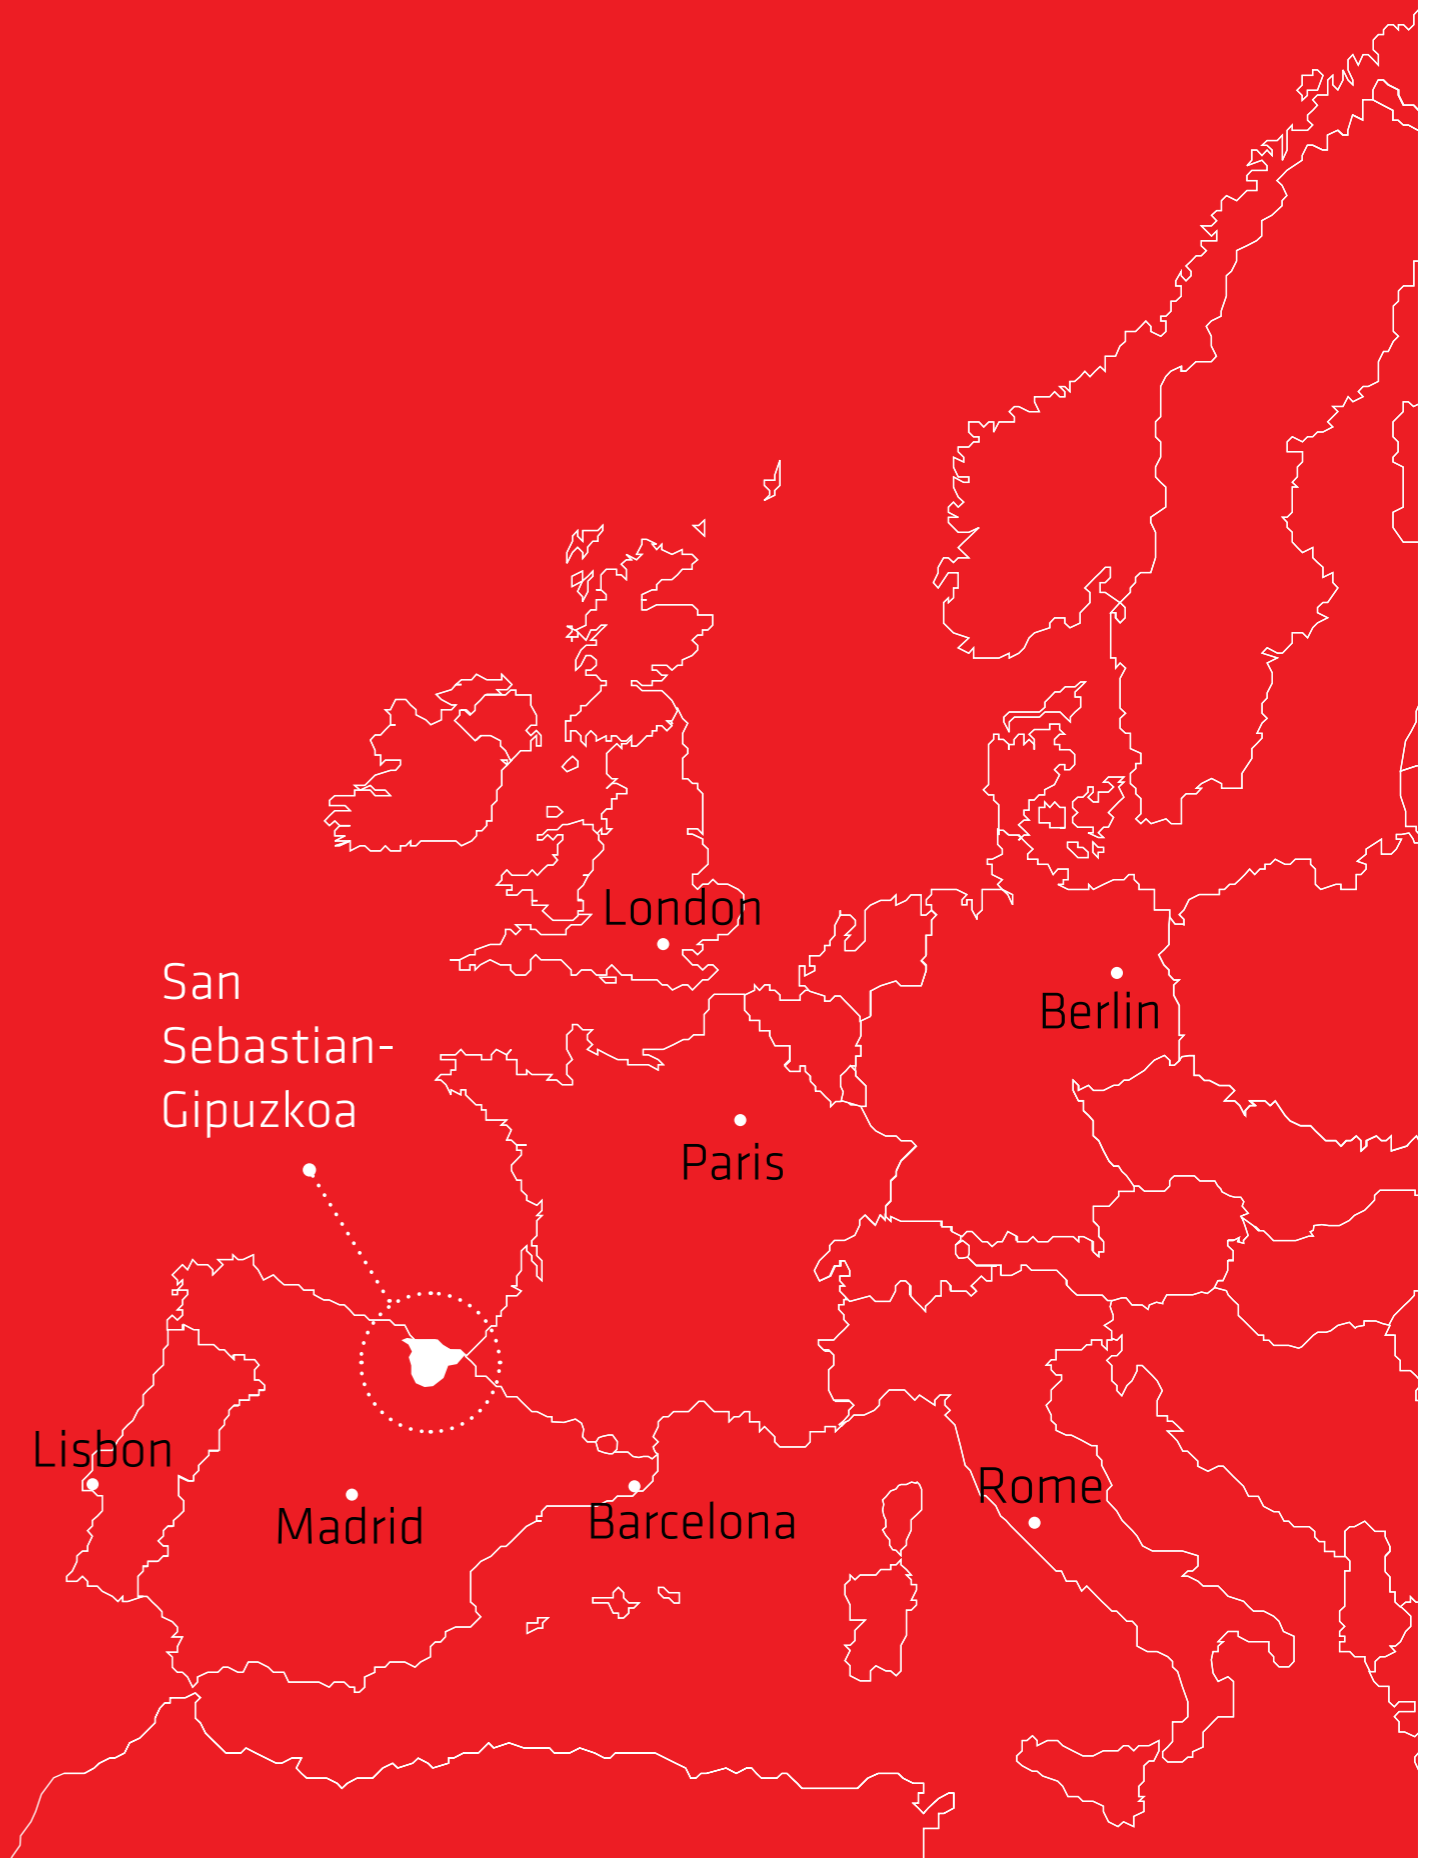 London
San
Sebastian-
Gipuzkoa
Berlin
Paris
Lisbon
Madrid
Barcelona
Rome